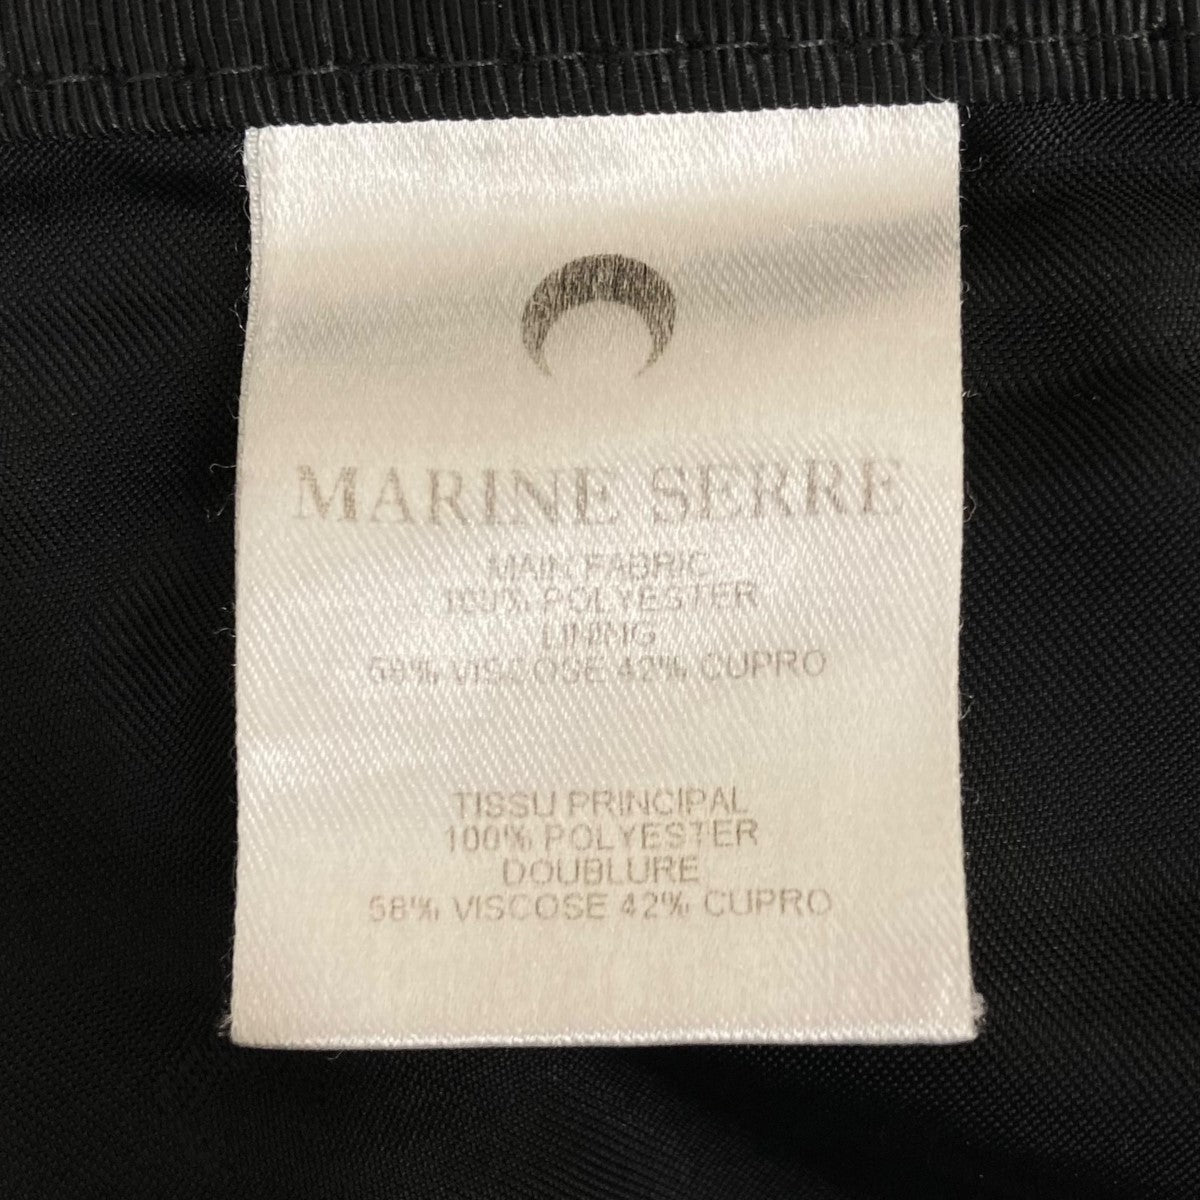 MARINE SERRE
MAIN FABRIC
100% POLYESTER
LINING
58% VISCOSE 42% CUPRO
TISSU PRINCIPAL
100% POLYESTER
DOUBLURE
58% VISCOSE 42% CUPRO